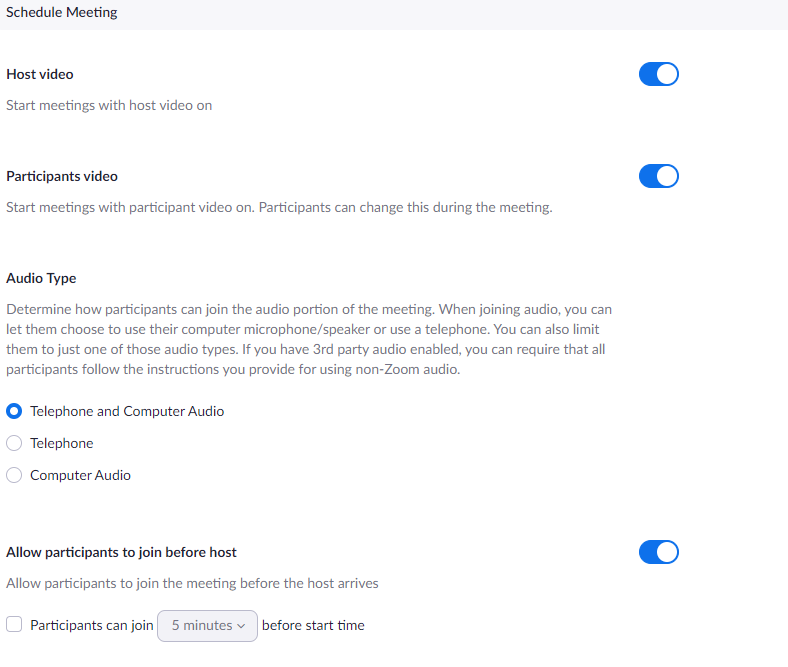 Schedule Meeting
Host video
Start meetings with host video on
Participants video
Start meetings with participant video on. Participants can change this during the meeting.
Audio Type
Determine how participants can join the audio portion of the meeting. When joining audio, you can
let them choose to use their computer microphone/speaker or use a telephone. You can also limit
them to just one of those audio types. If you have 3rd party audio enabled, you can require that all
participants follow the instructions you provide for using non-Zoom audio.
Telephone and Computer Audio
Telephone
Computer Audio
Allow participants to join before host
Allow participants to join the meeting before the host arrives
Participants can join 5 minutes before start time